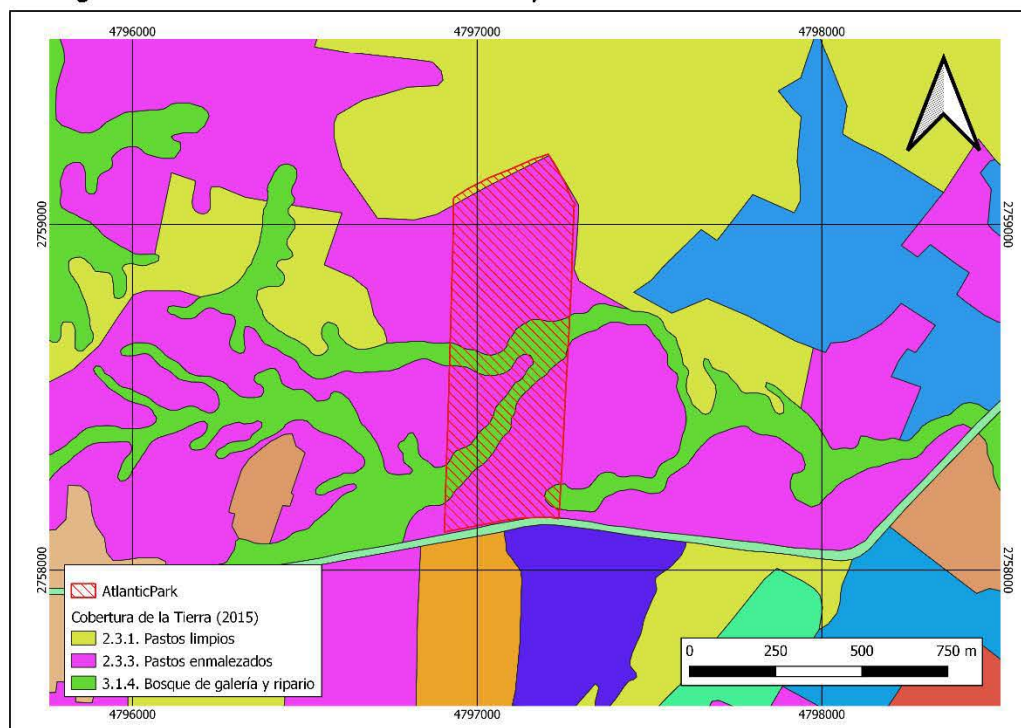 4796000 4797000 4798000
2759000 2759000
2758000 2758000
AtlanticPark
Cobertura de la Tierra (2015)
2.3.1. Pastos limpios
2.3.3. Pastos enmalezados
3.1.4. Bosque de galería y ripario
0 250 500 750 m
4796000 4797000 4798000